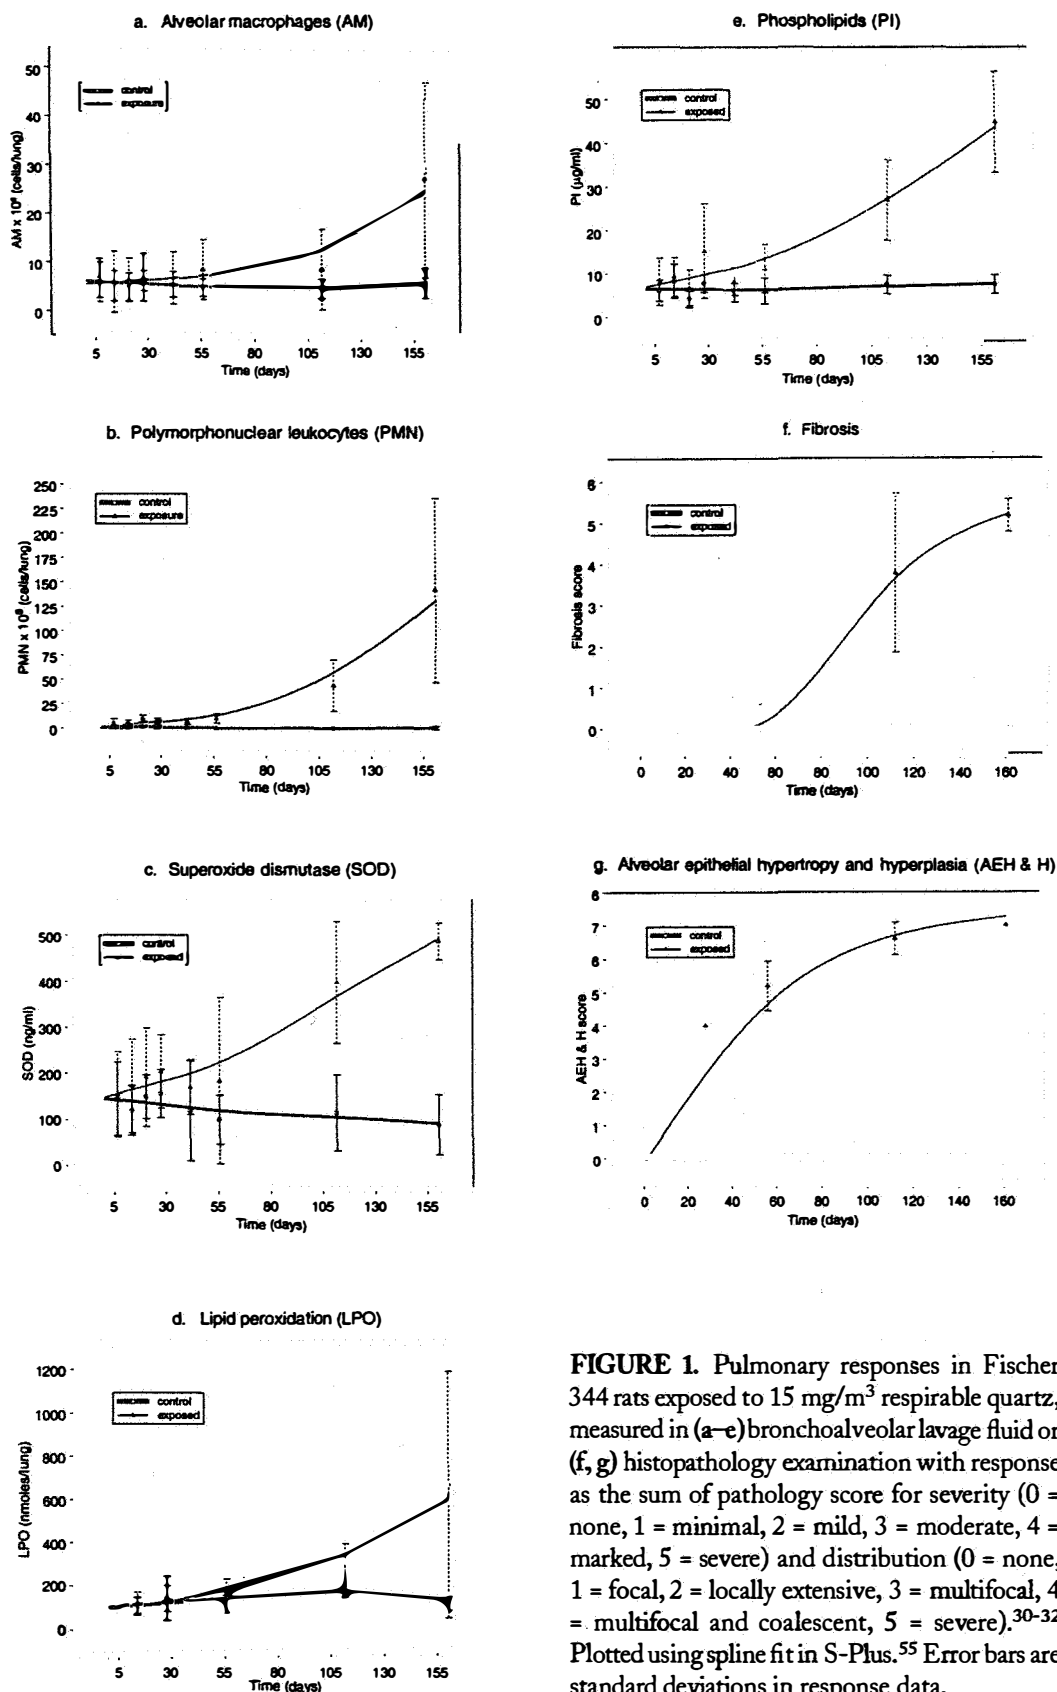 a. Alveolar macrophages (AM)
50
40
30
20
10
0
AM x 10⁶ (cells/lung)
control
exposure
5 30 55 80 105 130 155
Time (days)
b. Polymorphonuclear leukocytes (PMN)
250
225
200
175
150
125
100
75
50
25
0
(cells/lung)
PMN x 10
control
exposure
5 30 55 80 105 130 155
Time (days)
c. Superoxide dismutase (SOD)
500
400
300
200
100
0
SOD (ng/ml)
control
exposed
5 30 55 80 105 130 155
Time (days)
d. Lipid peroxidation (LPO)
1200
1000
800
600
400
200
0
LPO (nmoles/lung)
control
exposed
5 30 55 80 105 130 155
Time (days)
e. Phospholipids (PI)
50
40
30
20
10
0
PI (µg/ml)
control
exposed
5 30 55 80 105 130 155
Time (days)
f. Fibrosis
6
5
4
3
2
1
0
Fibrosis score
control
exposed
0 20 40 60 80 100 120 140 160
Time (days)
g. Alveolar epithelial hypertropy and hyperplasia (AEH & H)
8
7
6
5
4
3
2
1
0
AEH & H score
control
exposed
0 20 40 60 80 100 120 140 160
Time (days)
FIGURE 1. Pulmonary responses in Fischer
344 rats exposed to 15 mg/m³ respirable quartz,
measured in (a–e) bronchoalveolar lavage fluid or
(f, g) histopathology examination with response
as the sum of pathology score for severity (0 =
none, 1 = minimal, 2 = mild, 3 = moderate, 4 =
marked, 5 = severe) and distribution (0 = none,
1 = focal, 2 = locally extensive, 3 = multifocal, 4
= multifocal and coalescent, 5 = severe).³⁰⁻³²
Plotted using spline fit in S-Plus.⁵⁵ Error bars are
standard deviations in response data.